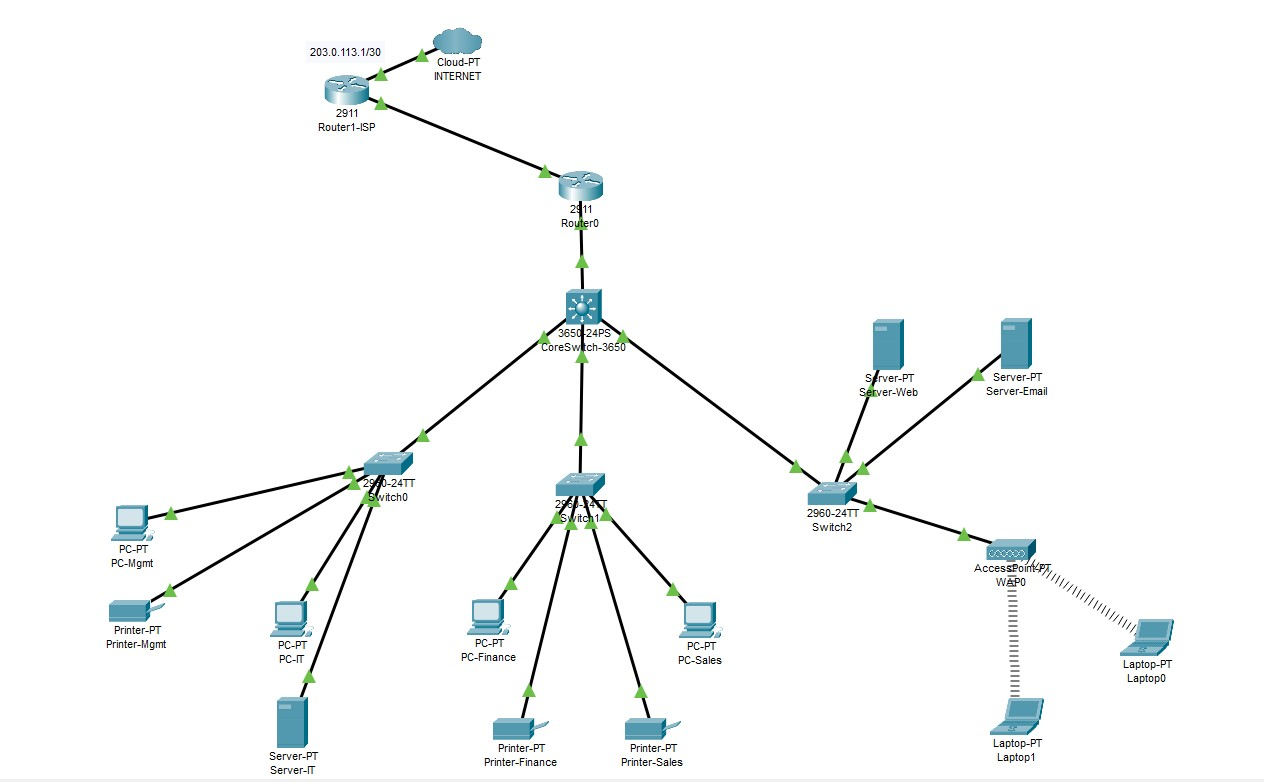 203.0.113.1/30
Cloud-PT
INTERNET
2911
Router1-ISP
2911
Router0
3650-24PS
CoreSwitch-3650
Server-PT
Server-Web
Server-PT
Server-Email
2960-24TT
Switch0
2960-24TT
Switch1
2960-24TT
Switch2
PC-PT
PC-Mgmt
AccessPoint-PT
WAP0
Printer-PT
Printer-Mgmt
PC-PT
PC-IT
PC-PT
PC-Finance
PC-PT
PC-Sales
Laptop-PT
Laptop0
Server-PT
Server-IT
Printer-PT
Printer-Finance
Printer-PT
Printer-Sales
Laptop-PT
Laptop1